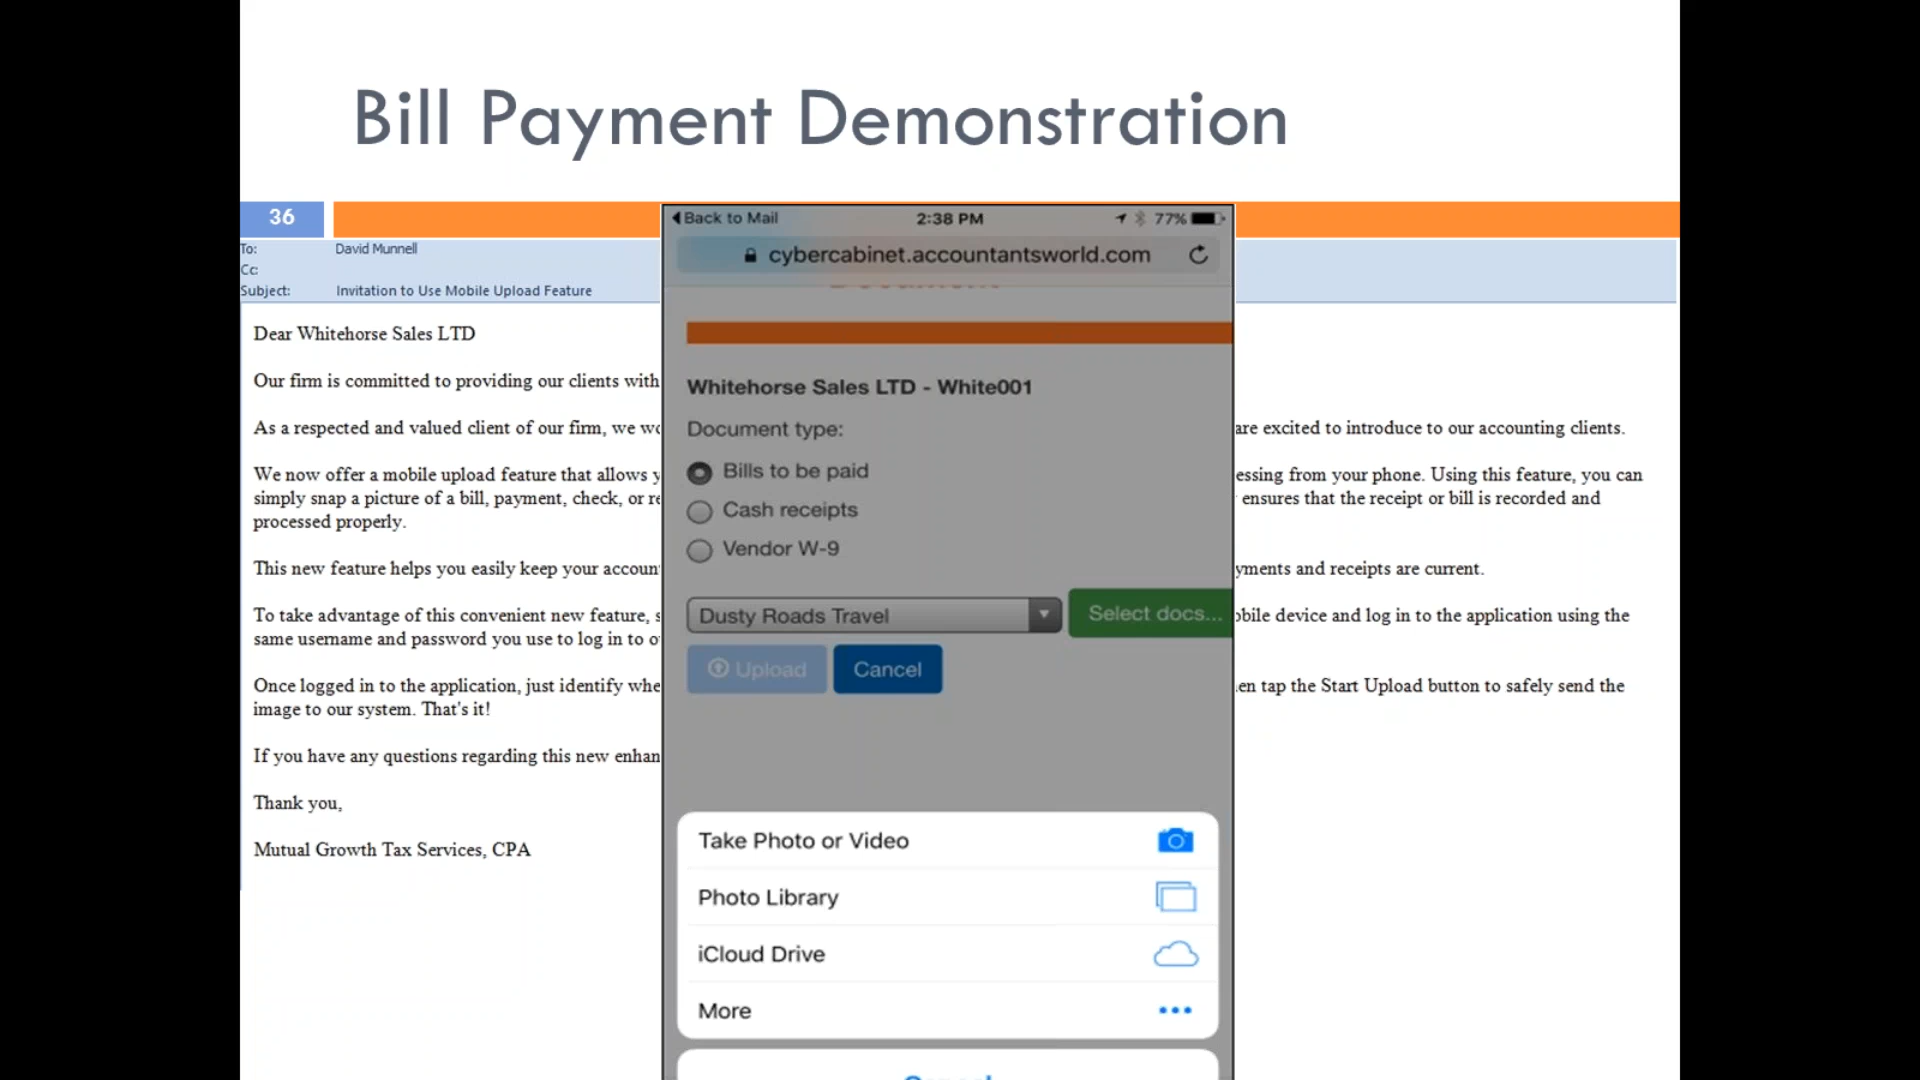 Bill Payment Demonstration
36
To: David Munnell
Cc:
Subject: Invitation to Use Mobile Upload Feature
Dear Whitehorse Sales LTD
Our firm is committed to providing our clients with
As a respected and valued client of our firm, we are excited to introduce to our accounting clients.
We now offer a mobile upload feature that allows essing from your phone. Using this feature, you can
simply snap a picture of a bill, payment, check, or ensures that the receipt or bill is recorded and
processed properly.
This new feature helps you easily keep your accoun yments and receipts are current.
To take advantage of this convenient new feature, obile device and log in to the application using the
same username and password you use to log in to
Once logged in to the application, just identify tap the Start Upload button to safely send the
image to our system. That's it!
If you have any questions regarding this new enhan
Thank you,
Mutual Growth Tax Services, CPA
Back to Mail 2:38 PM 77%
cybercabinet.accountantsworld.com
Whitehorse Sales LTD - White001
Document type:
Bills to be paid
Cash receipts
Vendor W-9
Dusty Roads Travel Select docs...
Upload Cancel
Take Photo or Video
Photo Library
iCloud Drive
More